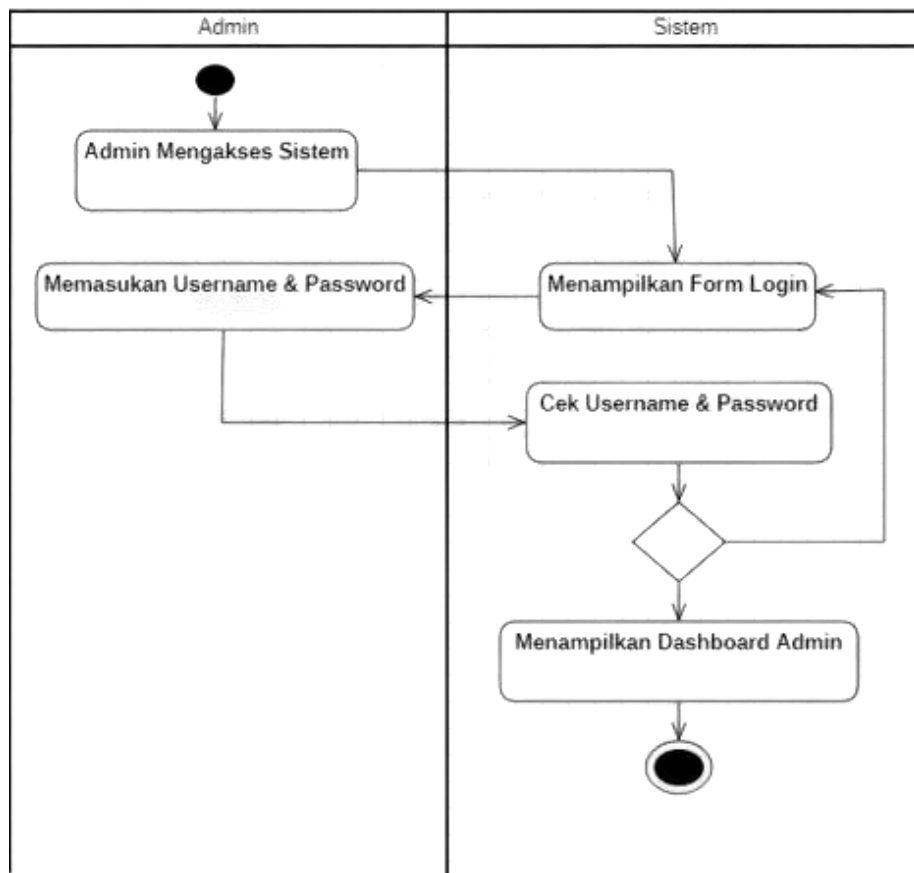 Admin
Sistem
Admin Mengakses Sistem
Memasukan Username & Password
Menampilkan Form Login
Cek Username & Password
Menampilkan Dashboard Admin